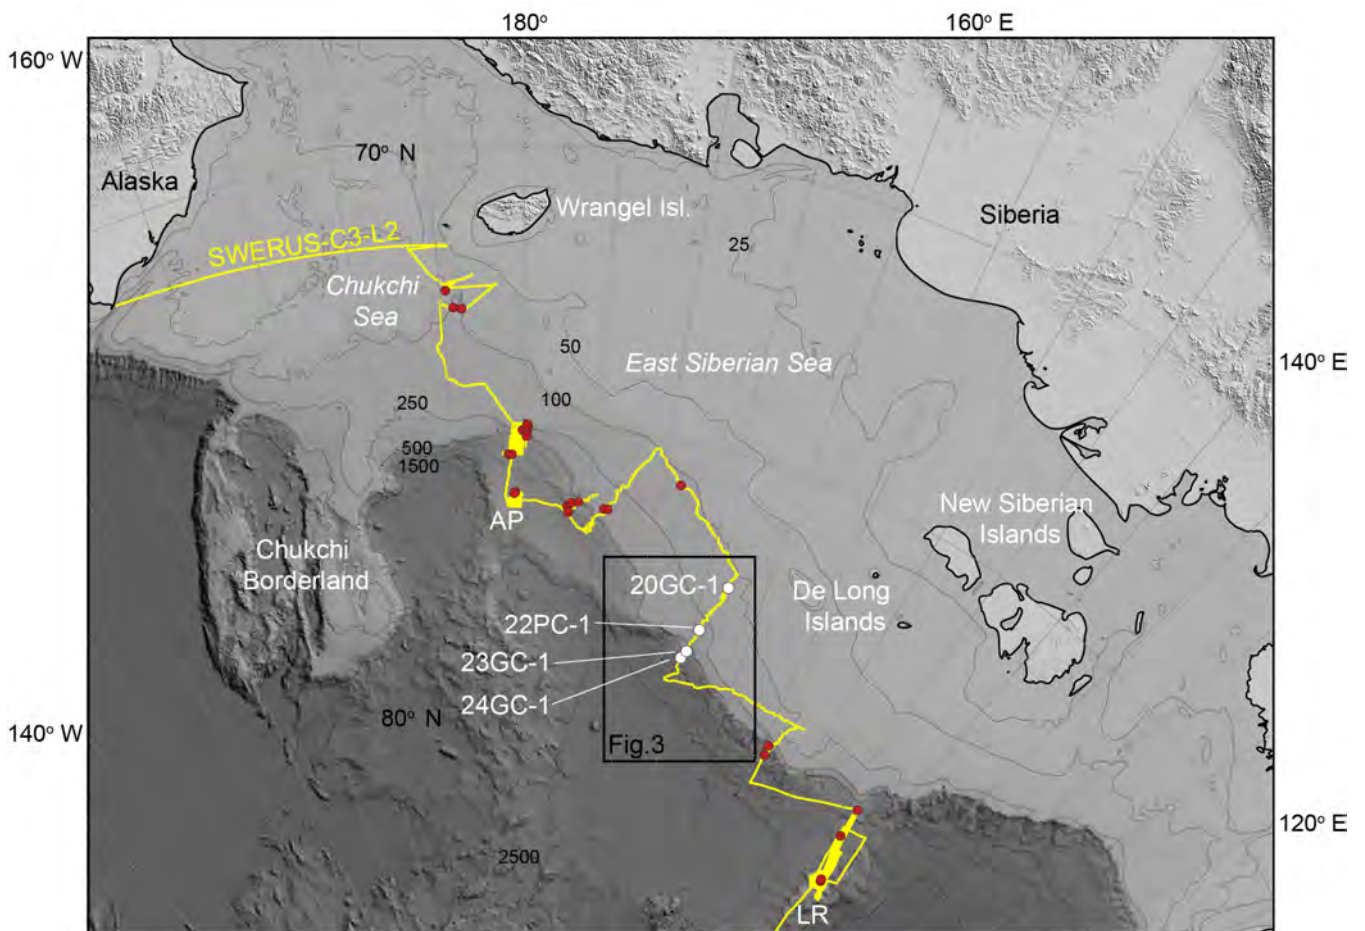 180° 160° E
160° W
70° N
Alaska
Wrangel Isl.
Siberia
SWERUS-C3-L2
25
Chukchi
Sea
50
East Siberian Sea
140° E
250
100
500
1500
AP
New Siberian
Islands
Chukchi
Borderland
20GC-1
De Long
Islands
22PC-1
23GC-1
24GC-1
80° N
140° W
Fig.3
120° E
2500
LR